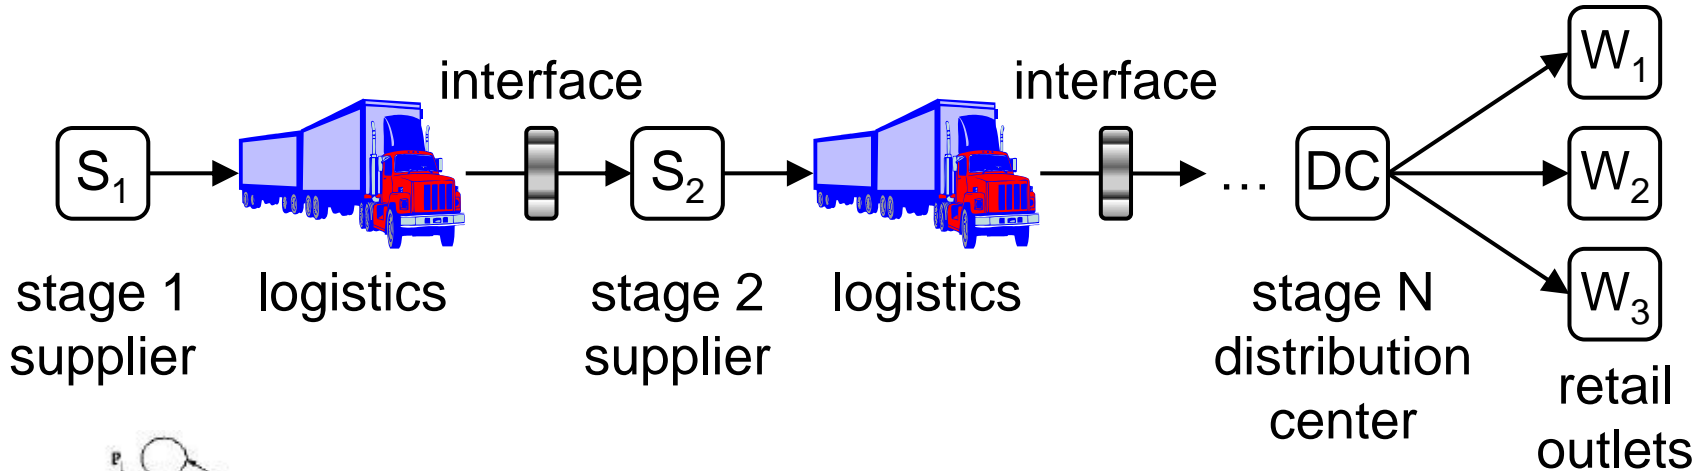 interface
interface
S1
S2
...
DC
W1
W2
W3
stage 1
supplier
logistics
stage 2
supplier
logistics
stage N
distribution
center
retail
outlets
P